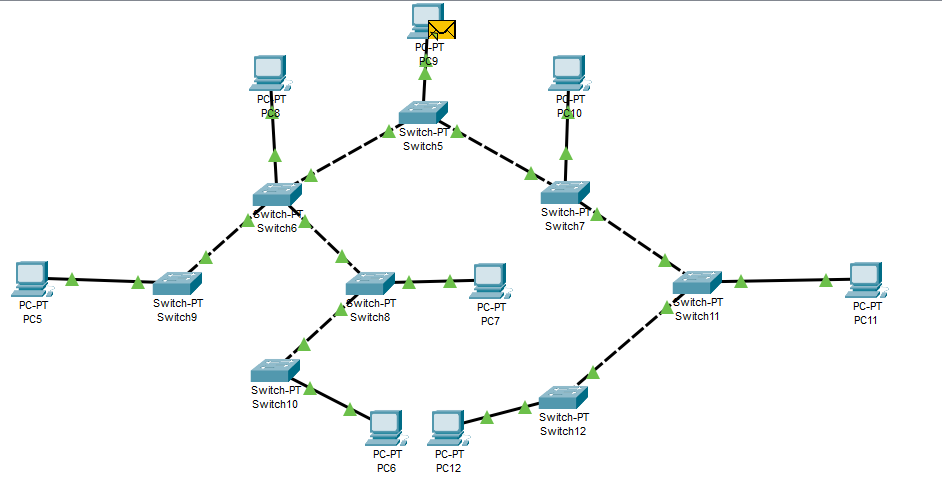 PC-PT
PC9
PC-PT
PC8
PC-PT
PC10
Switch-PT
Switch5
Switch-PT
Switch6
Switch-PT
Switch7
PC-PT
PC5
Switch-PT
Switch9
Switch-PT
Switch8
PC-PT
PC7
Switch-PT
Switch11
PC-PT
PC11
Switch-PT
Switch10
Switch-PT
Switch12
PC-PT
PC6
PC-PT
PC12